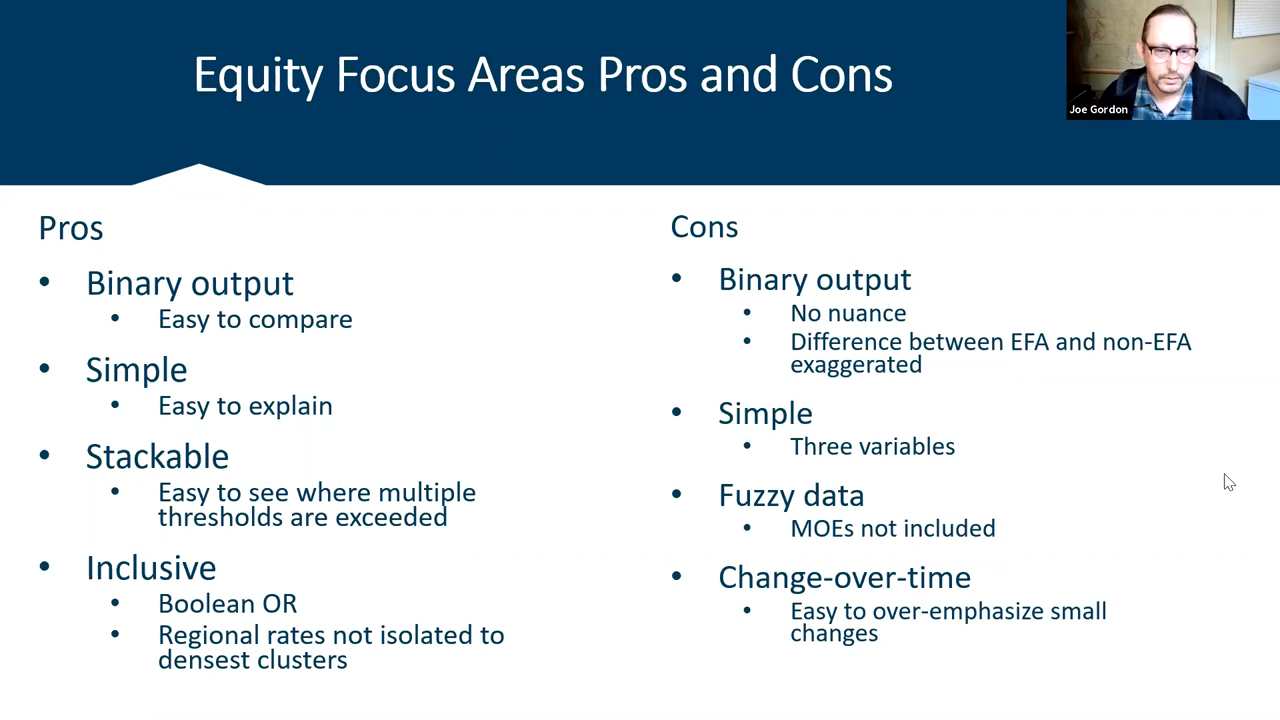 Equity Focus Areas Pros and Cons
Joe Gordon
Pros
• Binary output
• Easy to compare
• Simple
• Easy to explain
• Stackable
• Easy to see where multiple
thresholds are exceeded
• Inclusive
• Boolean OR
• Regional rates not isolated to
densest clusters
Cons
• Binary output
• No nuance
• Difference between EFA and non-EFA
exaggerated
• Simple
• Three variables
• Fuzzy data
• MOEs not included
• Change-over-time
• Easy to over-emphasize small
changes